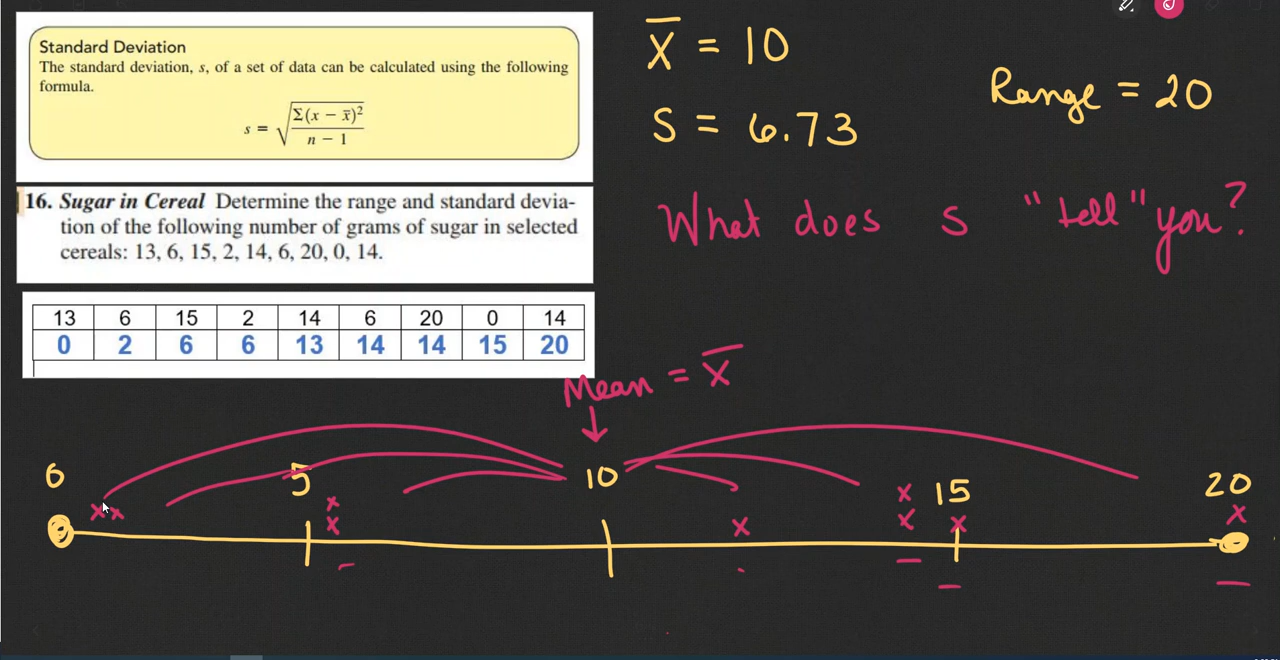 Standard Deviation
The standard deviation, s, of a set of data can be calculated using the following
formula.
s = √(Σ(x − x̄)² / (n − 1))
16. Sugar in Cereal Determine the range and standard devia-
tion of the following number of grams of sugar in selected
cereals: 13, 6, 15, 2, 14, 6, 20, 0, 14.
13 6 15 2 14 6 20 0 14
0 2 6 6 13 14 14 15 20
x̄ = 10
Range = 20
S = 6.73
What does s "tell" you?
Mean = x̄
6 5 10 15 20
x x x x x x x x x